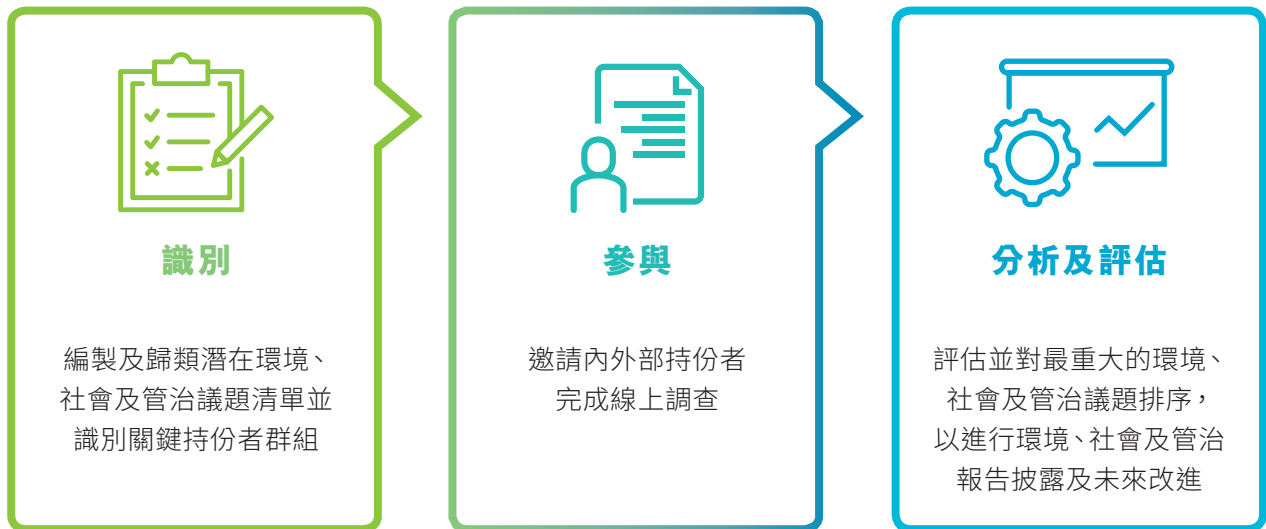 識別
編製及歸類潛在環境、
社會及管治議題清單並
識別關鍵持份者群組
參與
邀請內外部持份者
完成線上調查
分析及評估
評估並對最重大的環境、
社會及管治議題排序，
以進行環境、社會及管治
報告披露及未來改進